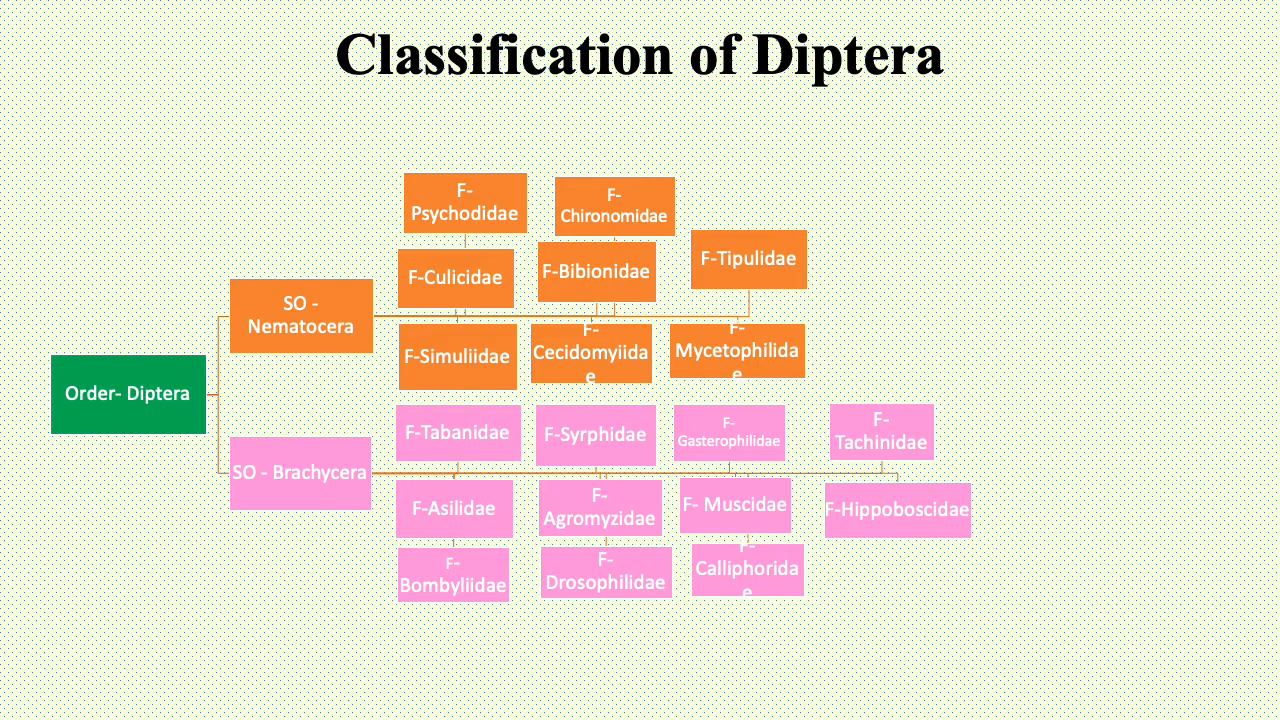 Classification of Diptera
F-
Psychodidae
F-
Chironomidae
F-Tipulidae
F-Culicidae
F-Bibionidae
SO -
Nematocera
F-Simuliidae
F-
Cecidomyiida
e
F-
Mycetophilida
e
Order- Diptera
F-Tabanidae
F-Syrphidae
F-
Gasterophilidae
F-
Tachinidae
SO - Brachycera
F-Asilidae
F-
Agromyzidae
F- Muscidae
F-Hippoboscidae
F-
Bombyliidae
F-
Drosophilidae
F-
Calliphorida
e